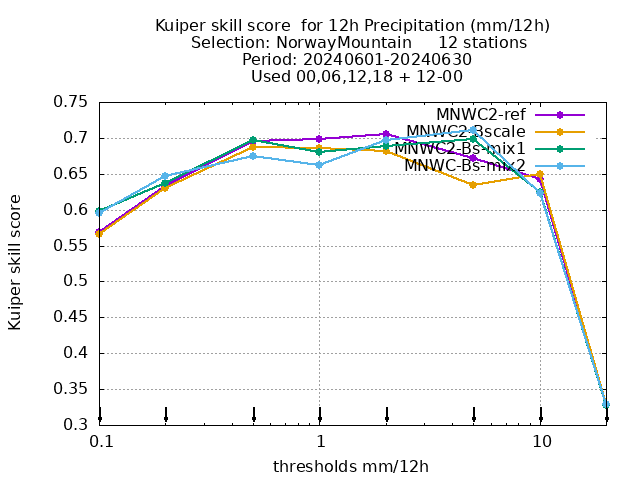 Kuiper skill score  for 12h Precipitation (mm/12h)
Selection: NorwayMountain     12 stations
Period: 20240601-20240630
Used 00,06,12,18 + 12-00
MNWC2-ref
MNWC2-Bscale
MNWC2-Bs-mix1
MNWC-Bs-mix2
0.75
0.7
0.65
0.6
0.55
0.5
0.45
0.4
0.35
0.3
Kuiper skill score
0.1
1
10
thresholds mm/12h